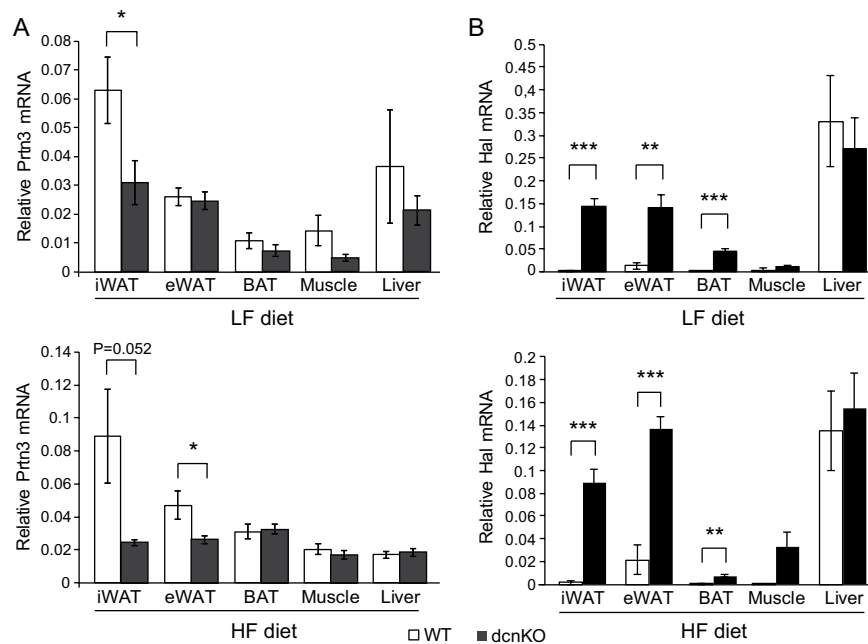 A
*
Relative Prtn3 mRNA
0.08
0.07
0.06
0.05
0.04
0.03
0.02
0.01
0
iWAT eWAT BAT Muscle Liver
LF diet
B
Relative Hal mRNA
0.5
0.45
0,4
0.35
0.3
0.25
0.2
0.15
0.1
0.05
0
*** ** ***
iWAT eWAT BAT Muscle Liver
LF diet
Relative Prtn3 mRNA
0.14
0.12
0.1
0.08
0.06
0.04
0.02
0
P=0.052
*
iWAT eWAT BAT Muscle Liver
HF diet
Relative Hal mRNA
0.2
0.18
0.16
0.14
0.12
0.1
0.08
0.06
0.04
0.02
0
*** *** **
iWAT eWAT BAT Muscle Liver
HF diet
WT dcnKO